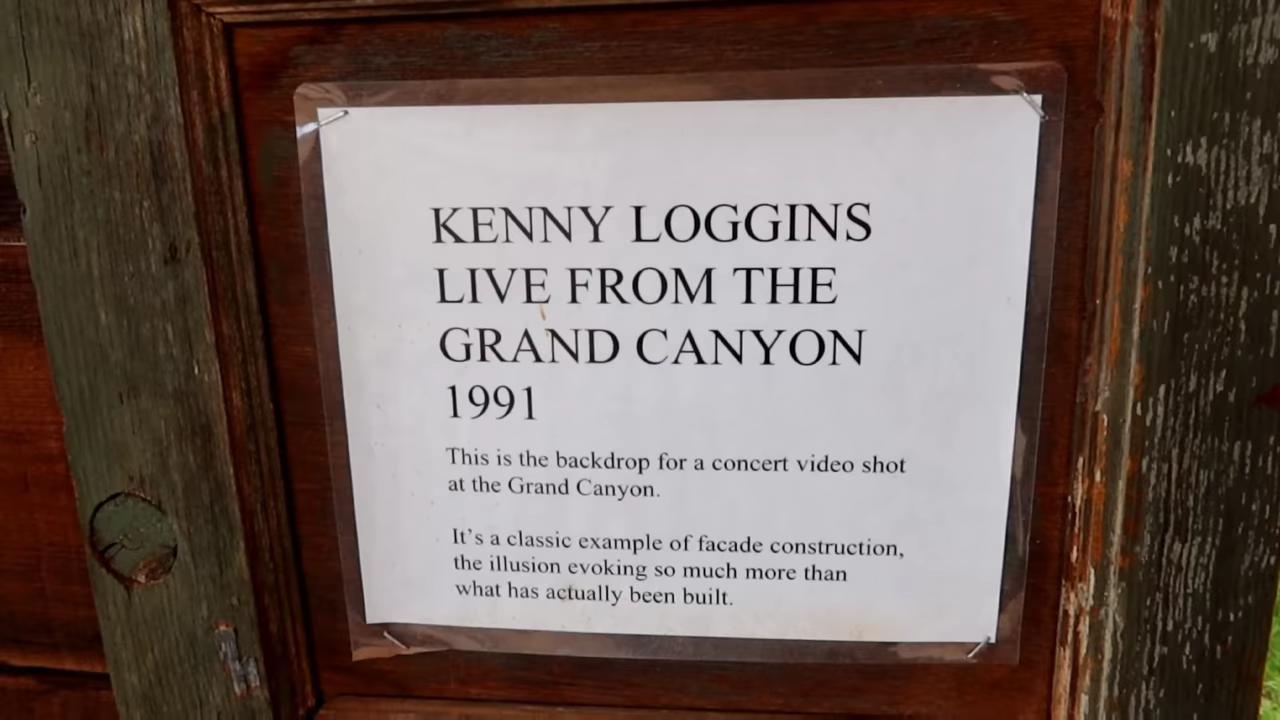 KENNY LOGGINS
LIVE FROM THE
GRAND CANYON
1991
This is the backdrop for a concert video shot
at the Grand Canyon.
It's a classic example of facade construction,
the illusion evoking so much more than
what has actually been built.